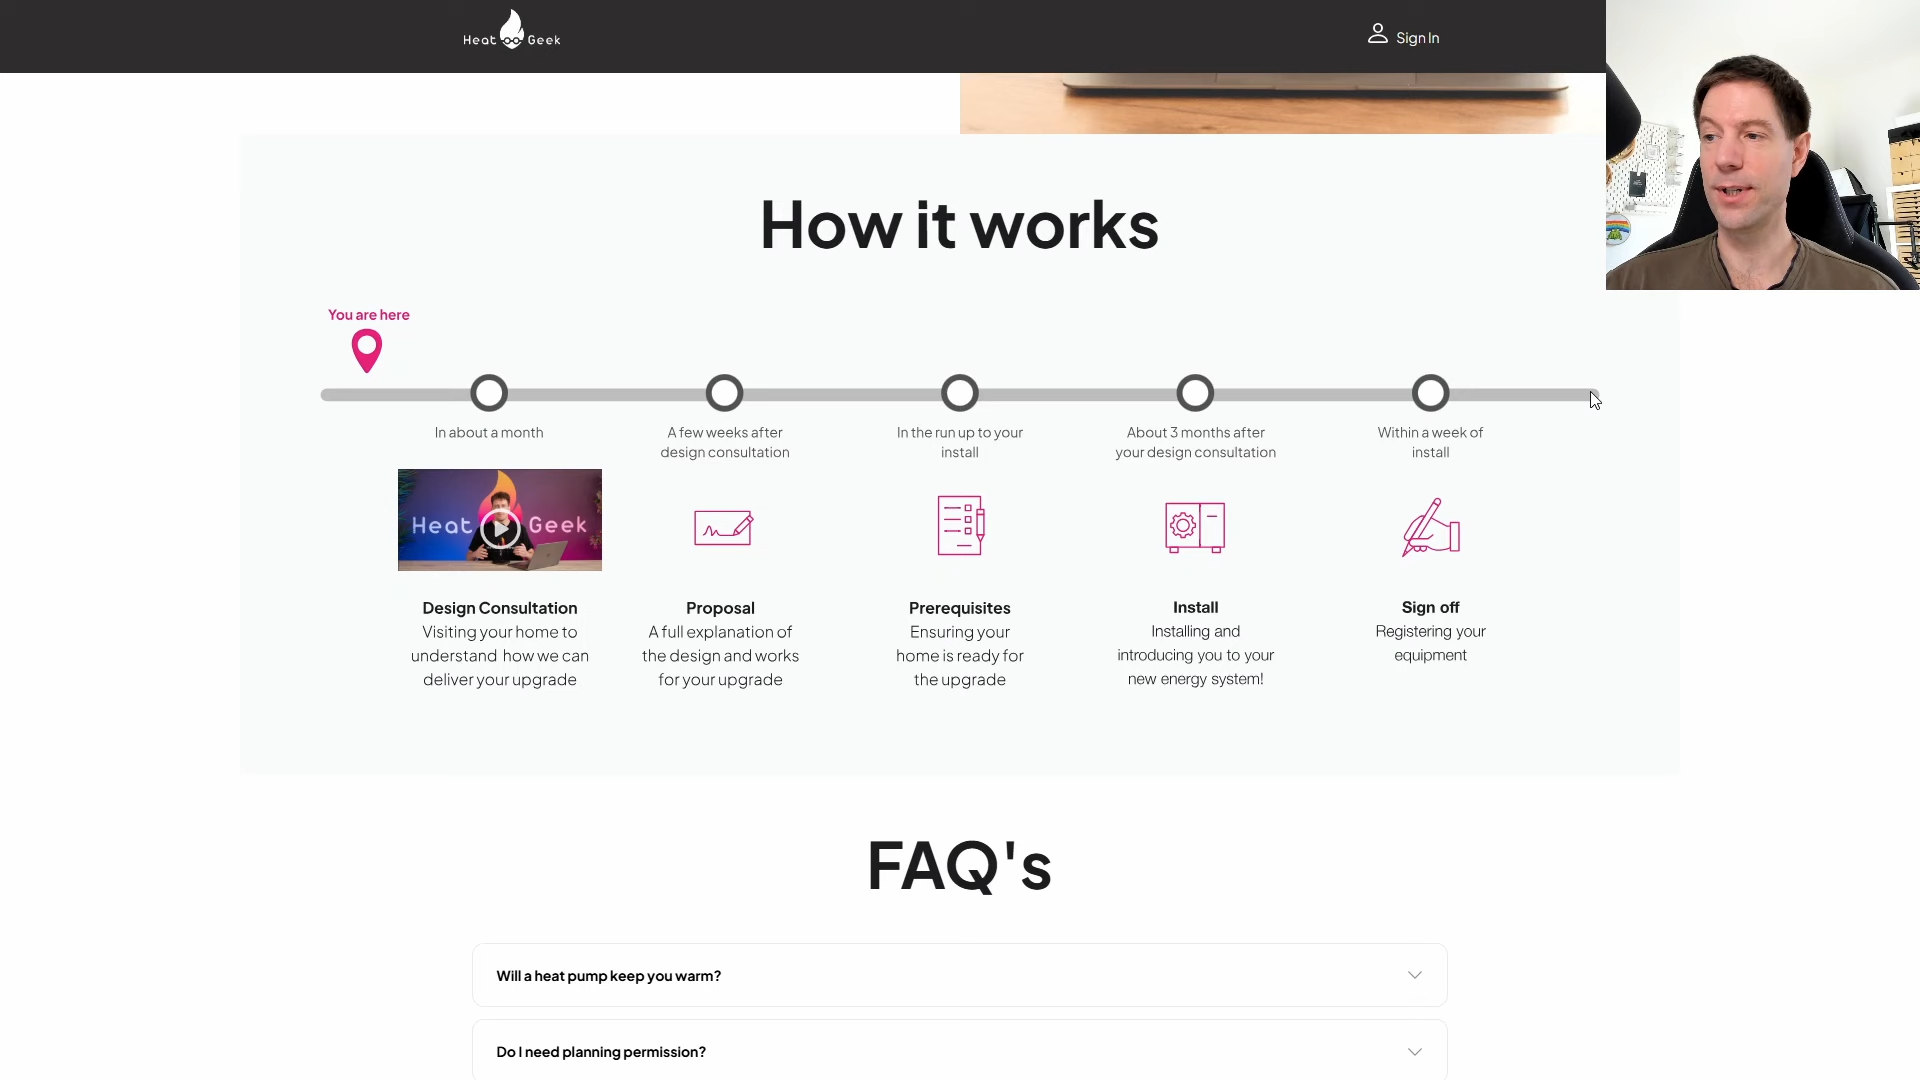 Heat Geek
Sign In
How it works
You are here
In about a month
A few weeks after
design consultation
In the run up to your
install
About 3 months after
your design consultation
Within a week of
install
Heat Geek
Design Consultation
Visiting your home to
understand how we can
deliver your upgrade
Proposal
A full explanation of
the design and works
for your upgrade
Prerequisites
Ensuring your
home is ready for
the upgrade
Install
Installing and
introducing you to your
new energy system!
Sign off
Registering your
equipment
FAQ's
Will a heat pump keep you warm?
Do I need planning permission?